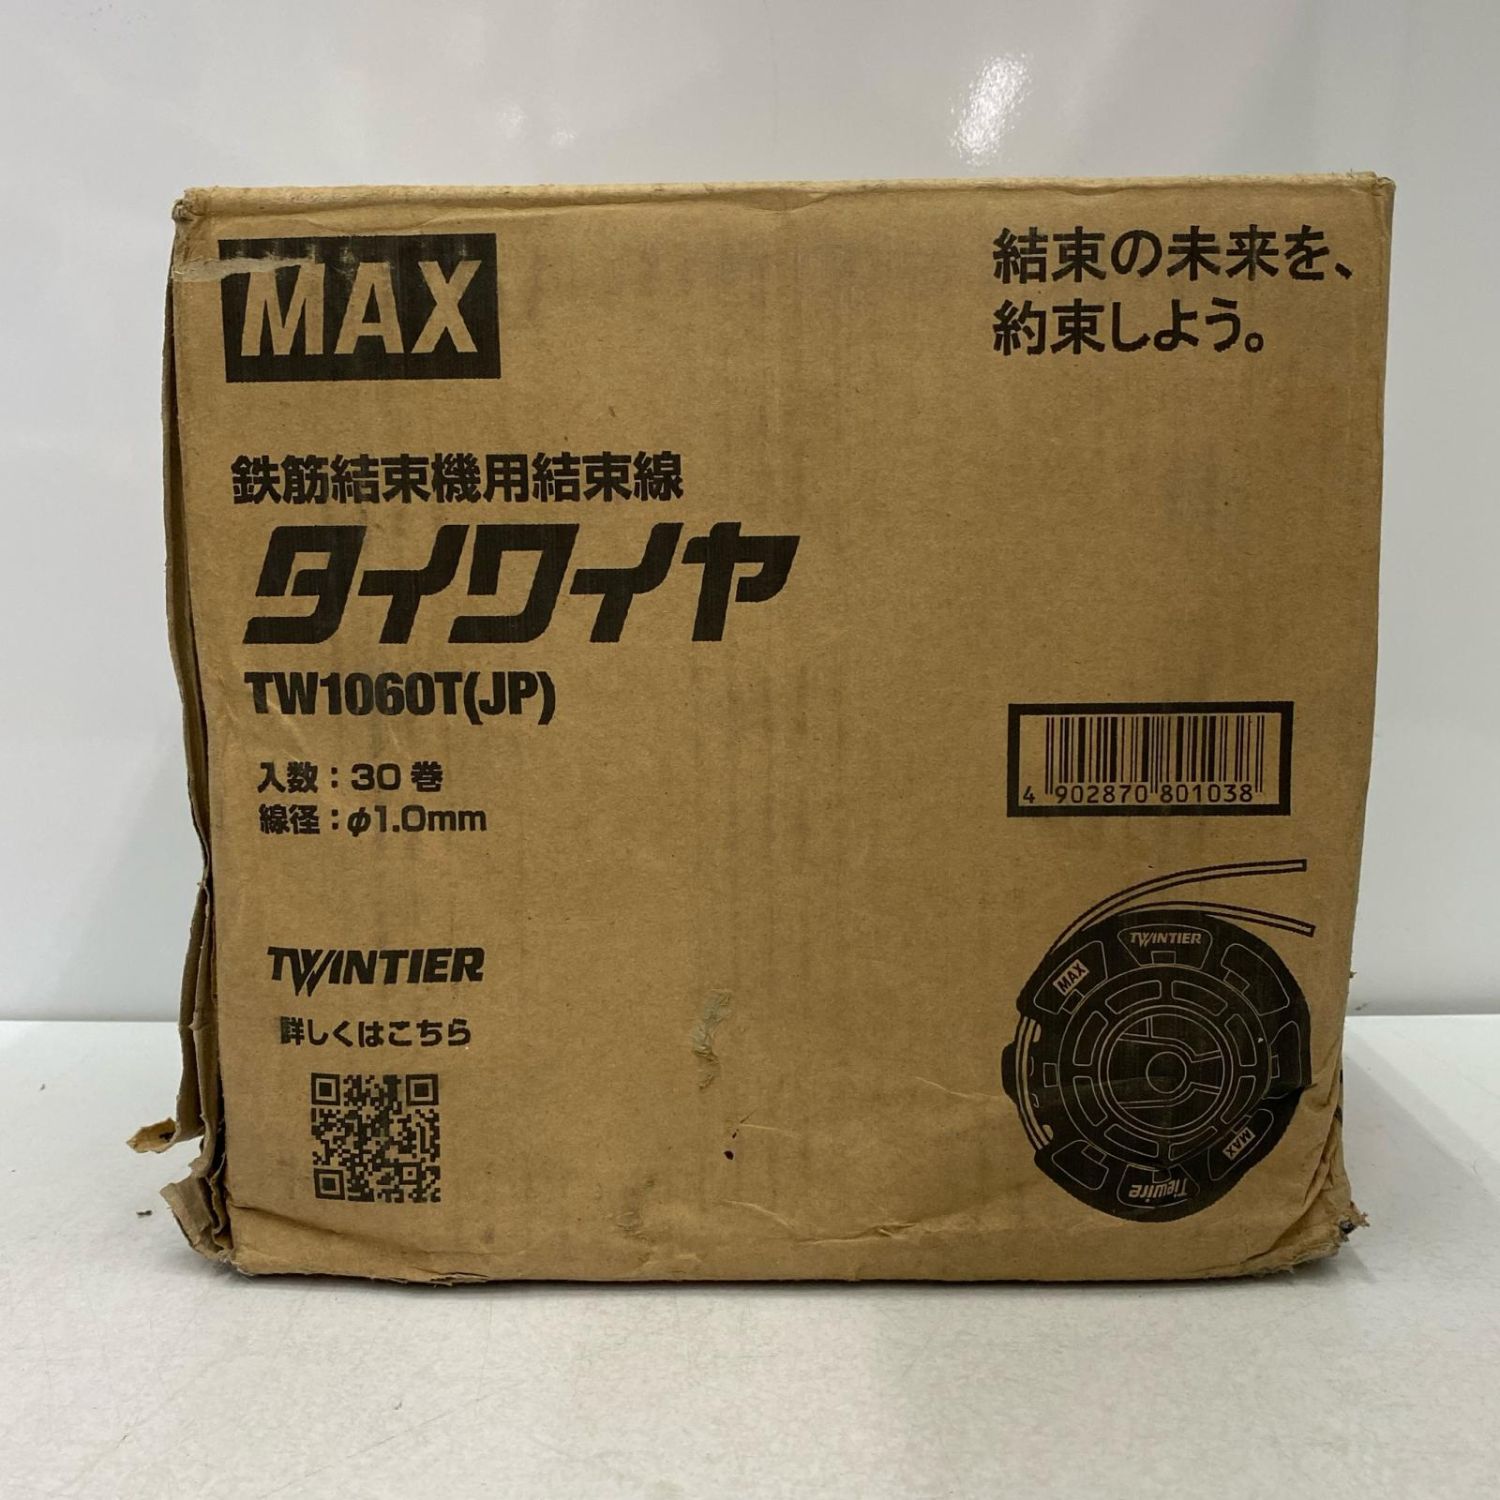 MAX
結束の未来を、
約束しよう。
鉄筋結束機用結束線
タイワイヤ
TW1060T(JP)
入数:30 巻
線径:φ1.0mm
4 902870 801038
TWINTIER
詳しくはこちら
TWINTIER
MAX
MAX
Tiewire